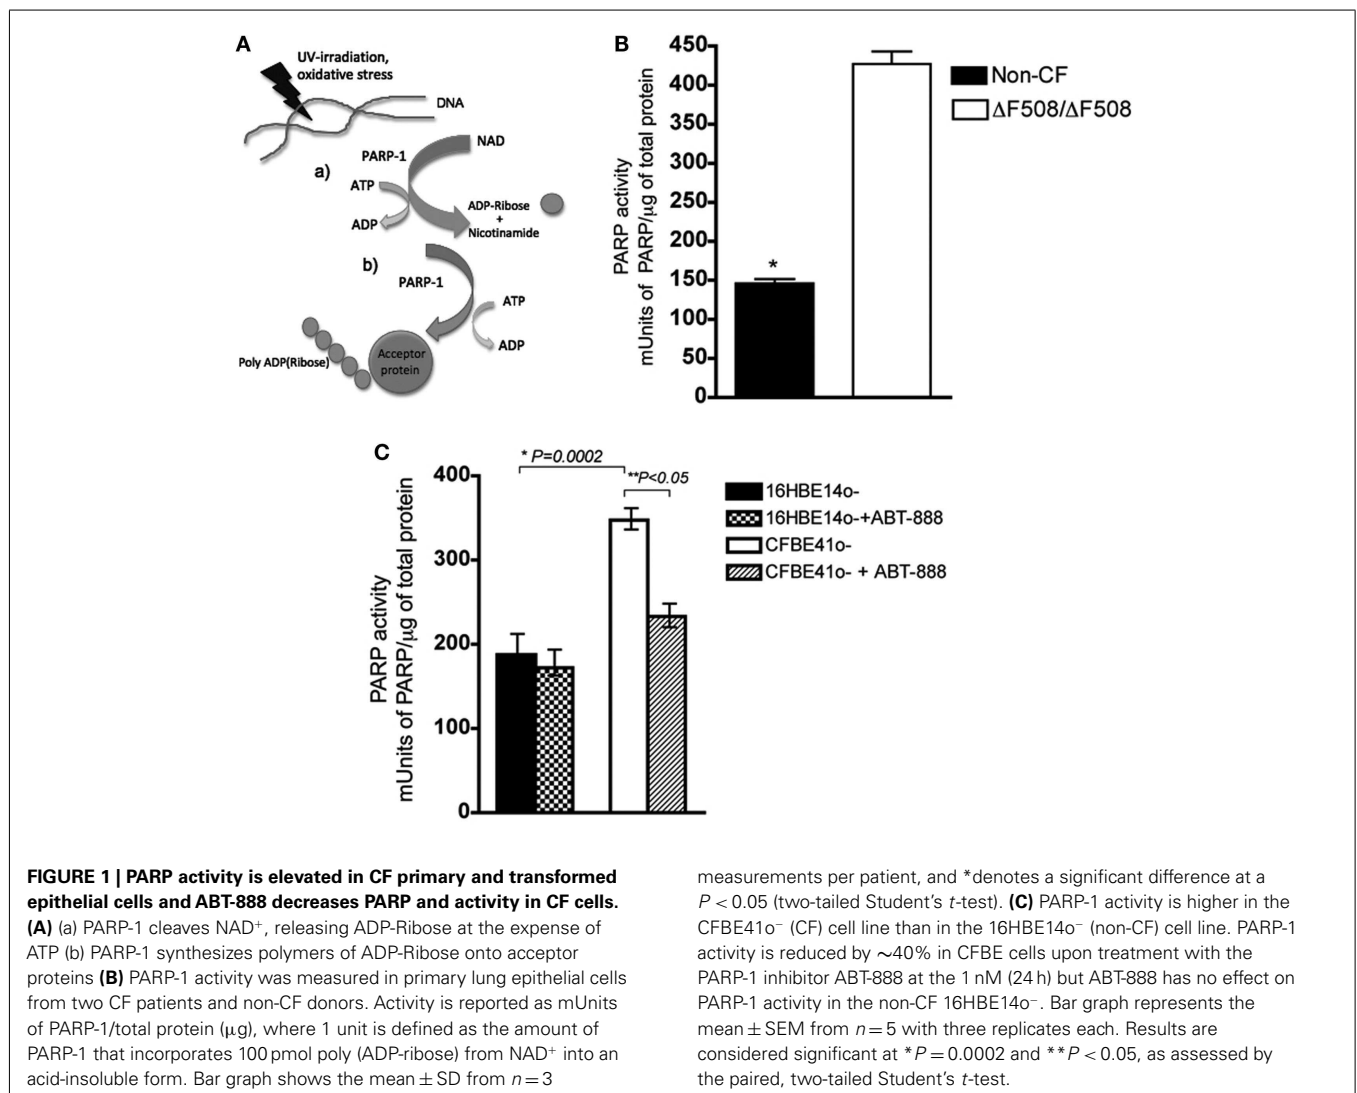 A
UV-irradiation,
oxidative stress
DNA
NAD
PARP-1
a)
ATP
ADP-Ribose
+
Nicotinamide
ADP
b)
PARP-1
ATP
ADP
Poly ADP(Ribose)
Acceptor
protein
B
PARP activity
mUnits of PARP/µg of total protein
450
400
350
300
250
200
150
100
50
0
*
Non-CF
ΔF508/ΔF508
C
PARP activity
mUnits of PARP/µg of total protein
400
300
200
100
0
* P=0.0002
**P<0.05
16HBE14o-
16HBE14o-+ABT-888
CFBE41o-
CFBE41o- + ABT-888
FIGURE 1 | PARP activity is elevated in CF primary and transformed
epithelial cells and ABT-888 decreases PARP and activity in CF cells.
(A) (a) PARP-1 cleaves NAD⁺, releasing ADP-Ribose at the expense of
ATP (b) PARP-1 synthesizes polymers of ADP-Ribose onto acceptor
proteins (B) PARP-1 activity was measured in primary lung epithelial cells
from two CF patients and non-CF donors. Activity is reported as mUnits
of PARP-1/total protein (µg), where 1 unit is defined as the amount of
PARP-1 that incorporates 100 pmol poly (ADP-ribose) from NAD⁺ into an
acid-insoluble form. Bar graph shows the mean ± SD from n = 3
measurements per patient, and *denotes a significant difference at a
P < 0.05 (two-tailed Student's t-test). (C) PARP-1 activity is higher in the
CFBE41o⁻ (CF) cell line than in the 16HBE14o⁻ (non-CF) cell line. PARP-1
activity is reduced by ~40% in CFBE cells upon treatment with the
PARP-1 inhibitor ABT-888 at the 1 nM (24 h) but ABT-888 has no effect on
PARP-1 activity in the non-CF 16HBE14o⁻. Bar graph represents the
mean ± SEM from n = 5 with three replicates each. Results are
considered significant at *P = 0.0002 and **P < 0.05, as assessed by
the paired, two-tailed Student's t-test.